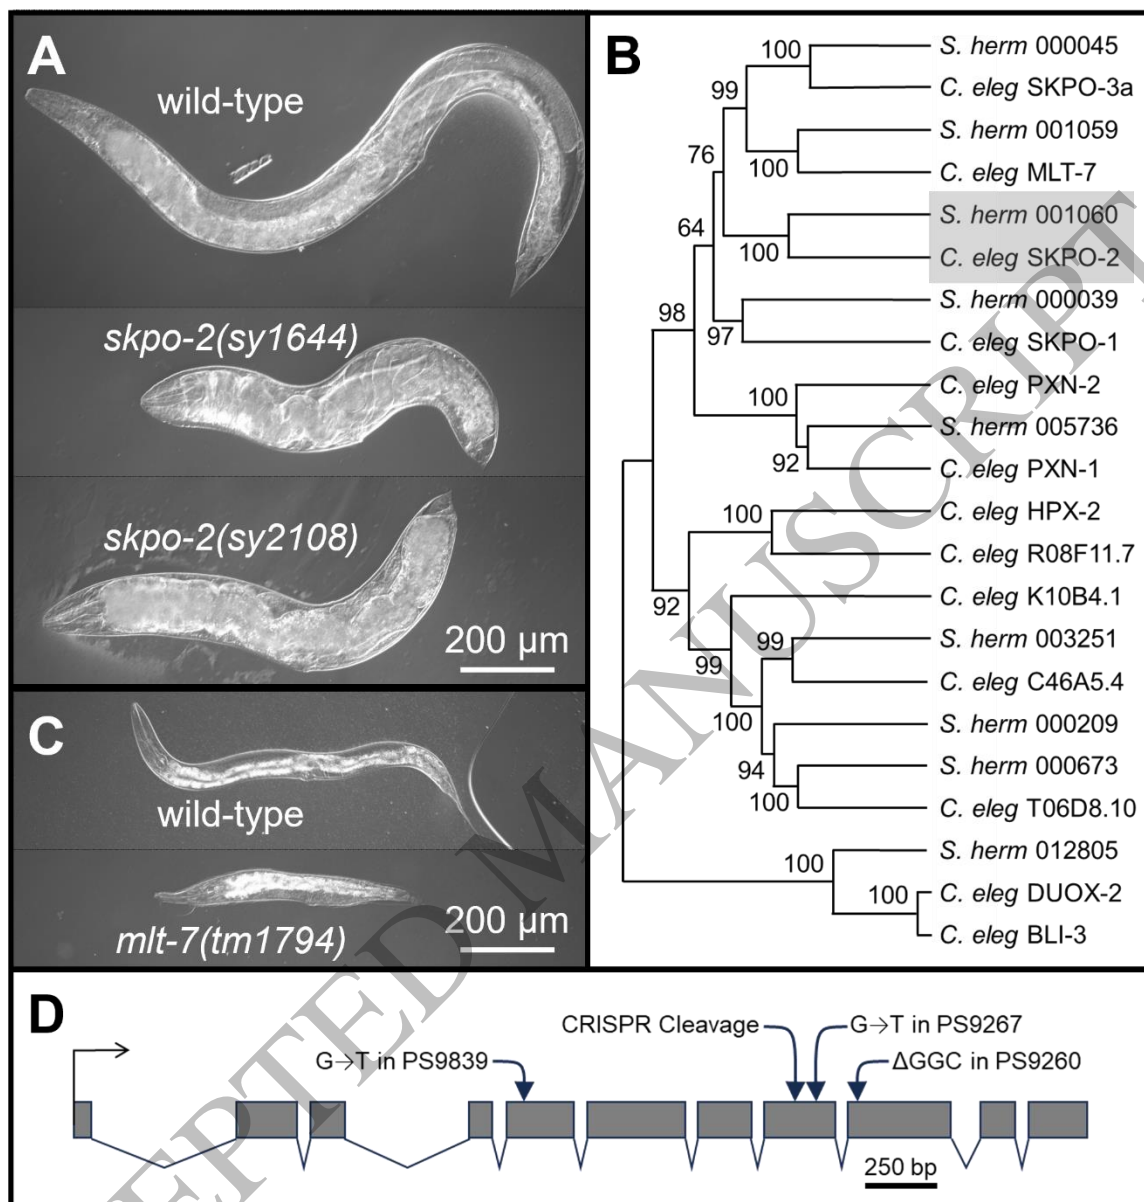 A
wild-type
skpo-2(sy1644)
skpo-2(sy2108)
200 µm
B
100
S. herm 000045
C. eleg SKPO-3a
99
S. herm 001059
100
C. eleg MLT-7
76
S. herm 001060
100
C. eleg SKPO-2
64
S. herm 000039
97
C. eleg SKPO-1
98
100
C. eleg PXN-2
S. herm 005736
92
C. eleg PXN-1
100
C. eleg HPX-2
C. eleg R08F11.7
92
C. eleg K10B4.1
99
99
S. herm 003251
C. eleg C46A5.4
100
S. herm 000209
94
S. herm 000673
100
C. eleg T06D8.10
100
S. herm 012805
100
C. eleg DUOX-2
C. eleg BLI-3
C
wild-type
mlt-7(tm1794)
200 µm
D
CRISPR Cleavage
G→T in PS9267
G→T in PS9839
ΔGGC in PS9260
250 bp
EPTED MANUSCRIPT